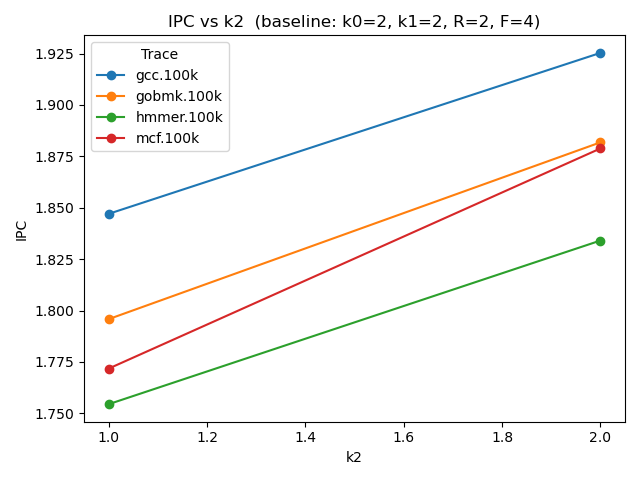 IPC vs k2  (baseline: k0=2, k1=2, R=2, F=4)
Trace
gcc.100k
gobmk.100k
hmmer.100k
mcf.100k
IPC
1.925
1.900
1.875
1.850
1.825
1.800
1.775
1.750
1.0
1.2
1.4
1.6
1.8
2.0
k2